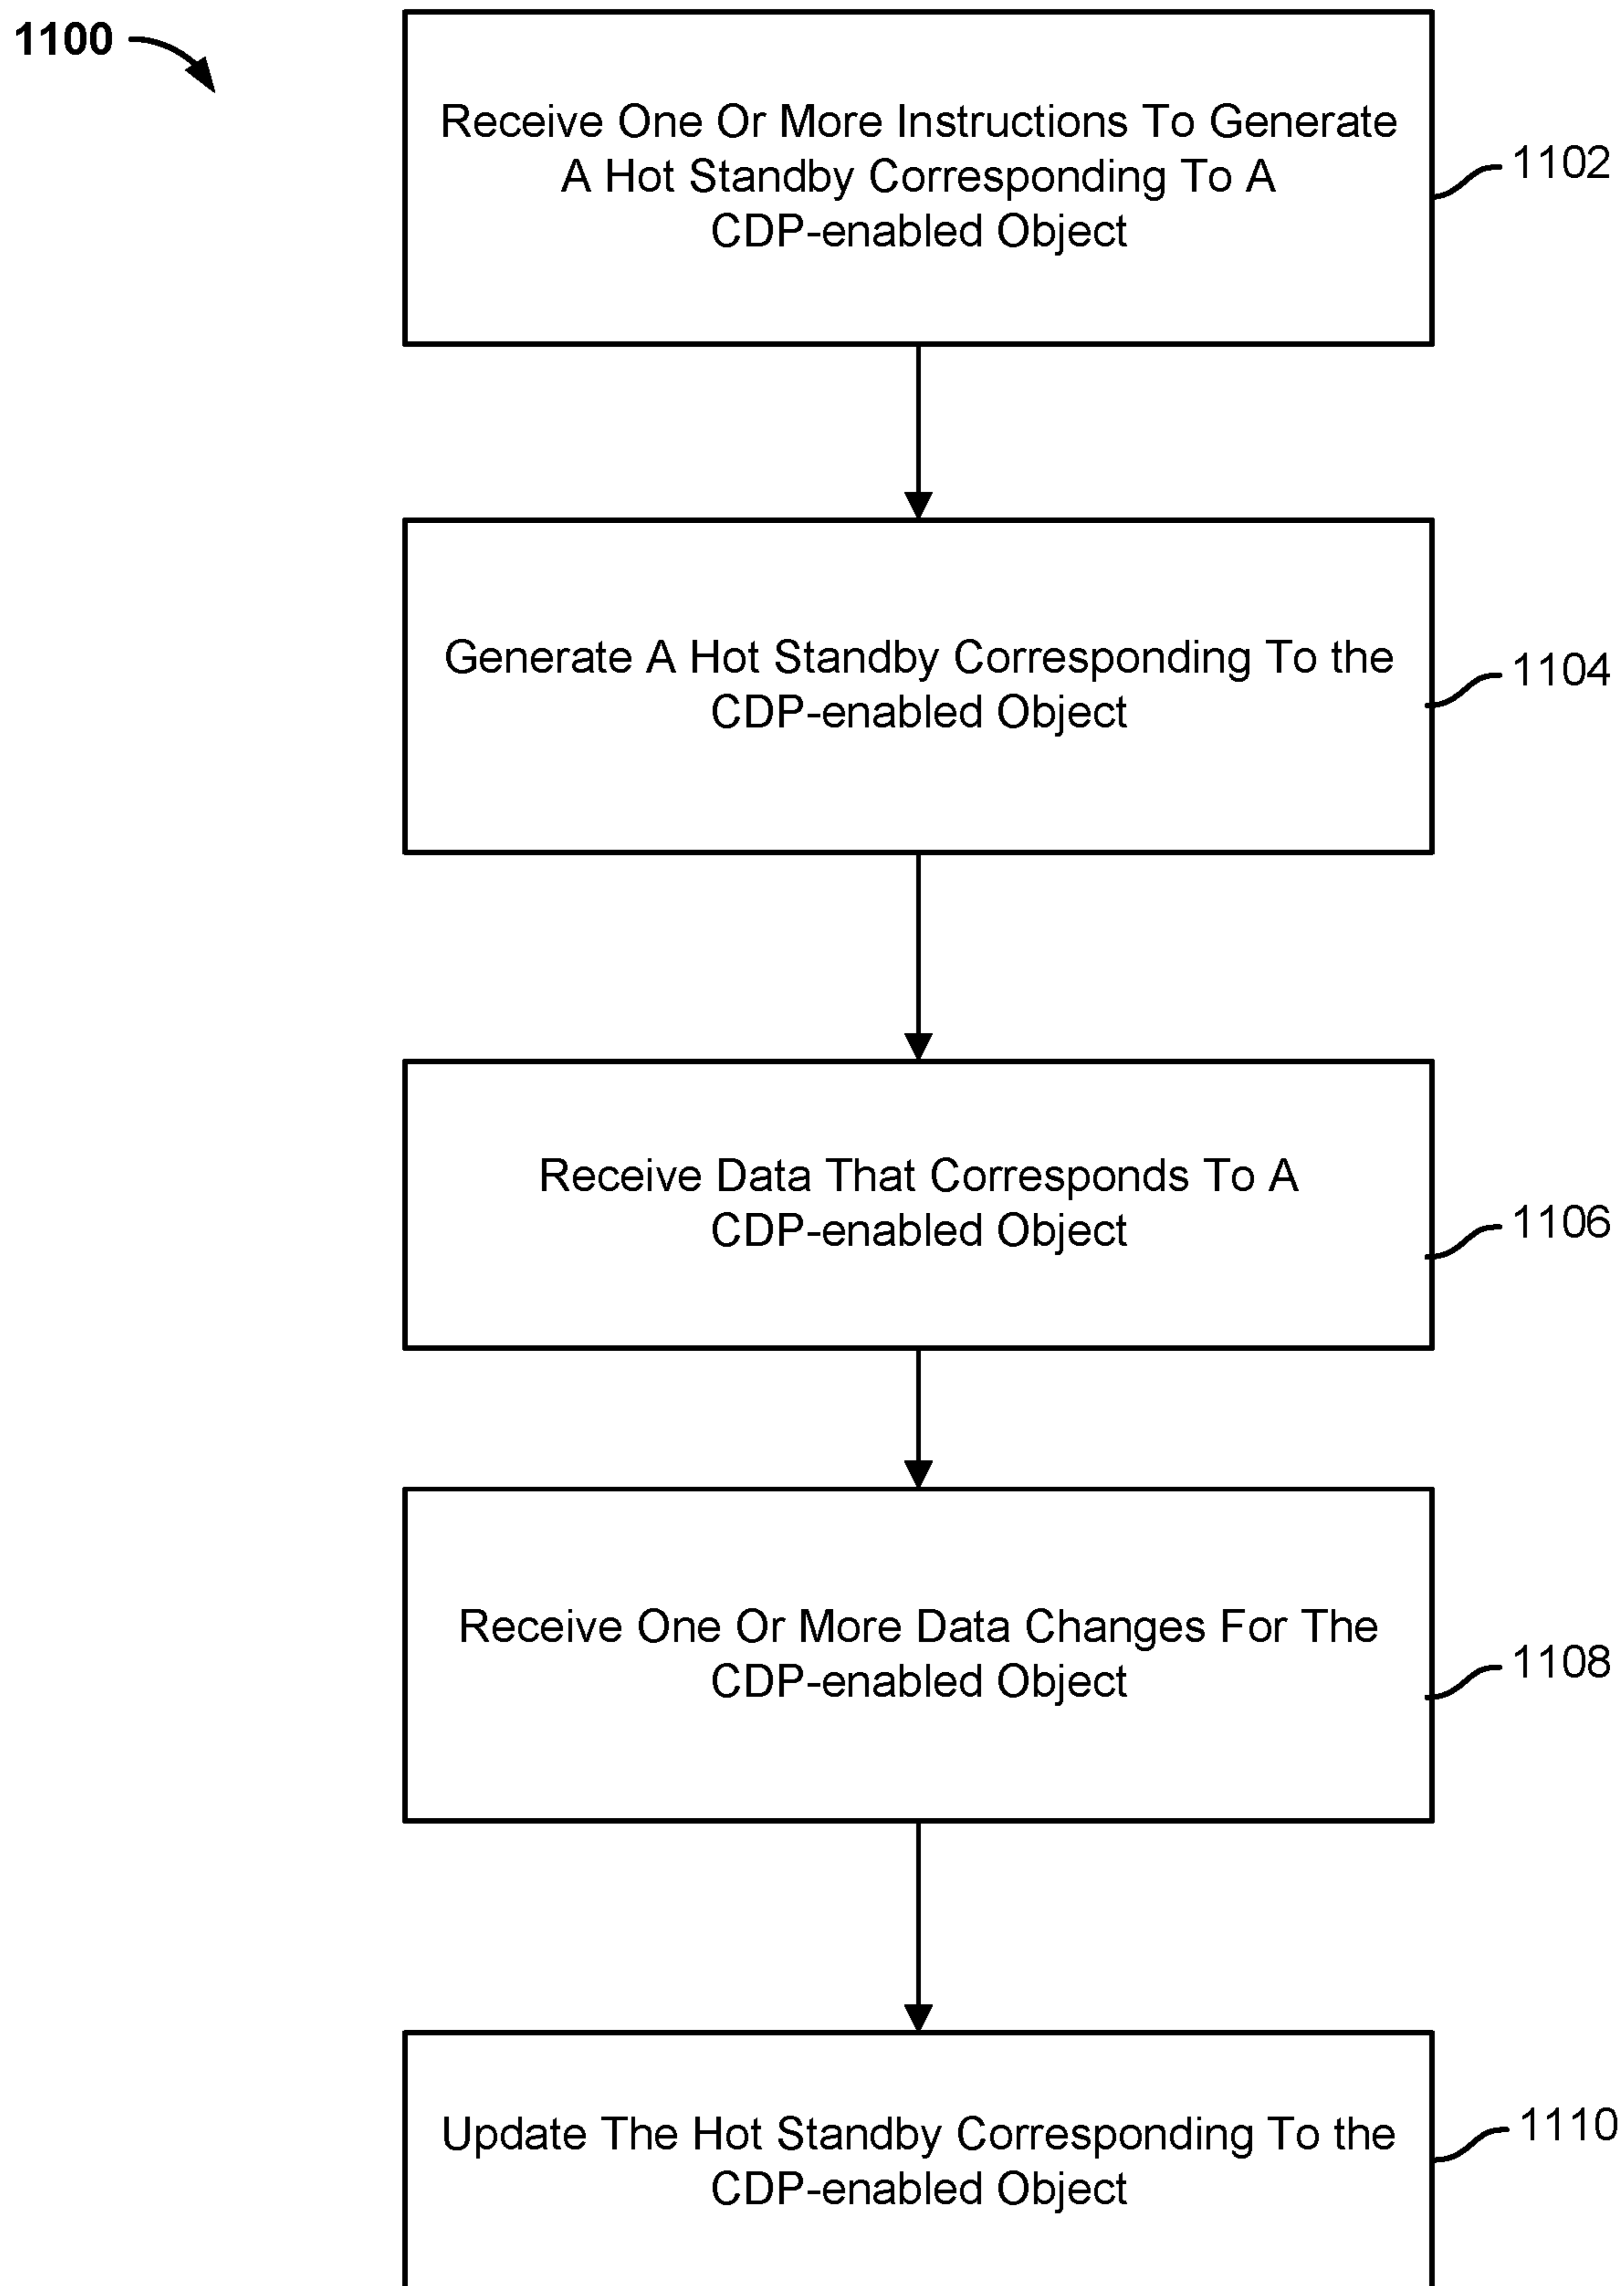 1100
Receive One Or More Instructions To Generate
A Hot Standby Corresponding To A
CDP-enabled Object
1102
Generate A Hot Standby Corresponding To the
CDP-enabled Object
1104
Receive Data That Corresponds To A
CDP-enabled Object
1106
Receive One Or More Data Changes For The
CDP-enabled Object
1108
Update The Hot Standby Corresponding To the
CDP-enabled Object
1110